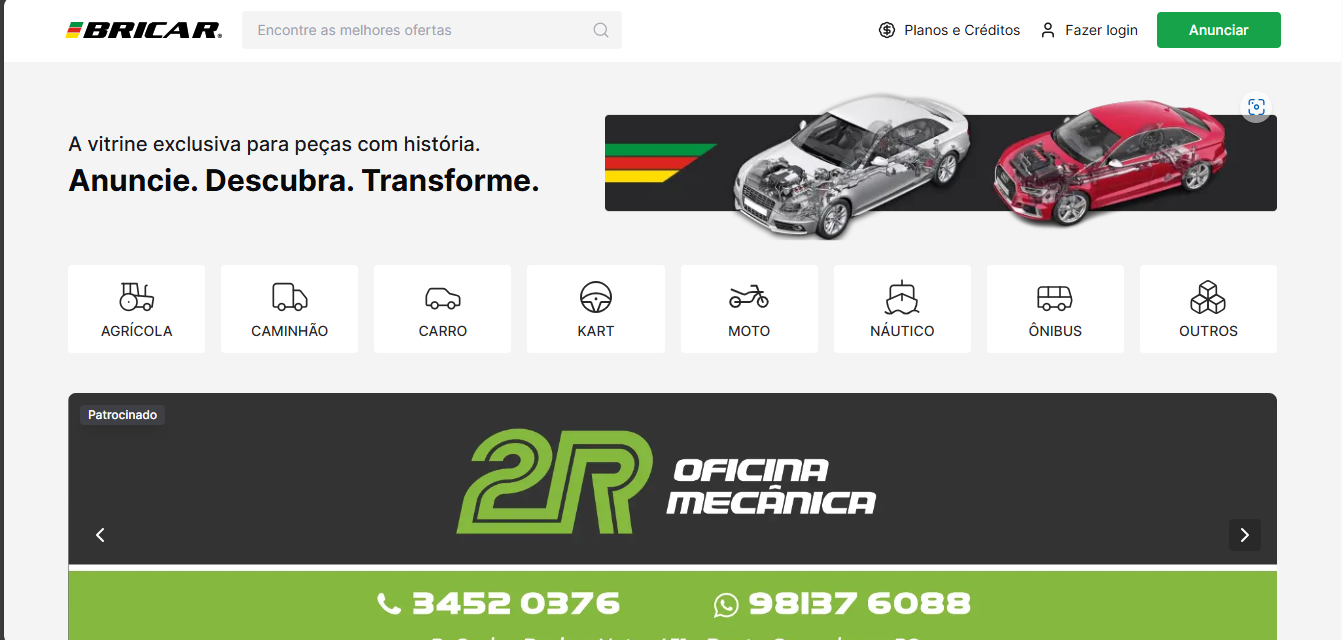 BRICAR
Encontre as melhores ofertas
Planos e Créditos
Fazer login
Anunciar
A vitrine exclusiva para peças com história.
Anuncie. Descubra. Transforme.
AGRÍCOLA
CAMINHÃO
CARRO
KART
MOTO
NÁUTICO
ÔNIBUS
OUTROS
Patrocinado
2R
OFICINA
MECÂNICA
3452 0376
98137 6088